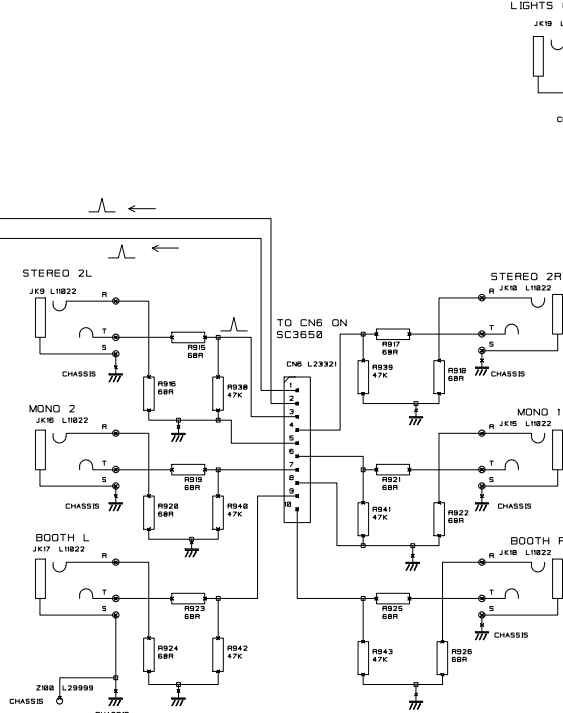 LIGHTS
JK19
STEREO 2L
JK9 L11022
R
T
S
CHASSIS
R915
68R
R916
68R
R938
47K
TO CN6 ON
SC3650
CN6 L23321
1
2
3
4
5
6
7
8
9
10
STEREO 2R
JK10 L11022
R
T
S
CHASSIS
R917
68R
R939
47K
R918
68R
MONO 2
JK16 L11022
R
T
S
CHASSIS
R919
68R
R920
68R
R940
47K
MONO 1
JK15 L11022
R
T
S
CHASSIS
R921
68R
R941
47K
R922
68R
BOOTH L
JK17 L11022
R
T
S
R923
68R
R924
68R
R942
47K
Z100 L29999
CHASSIS
CHASSIS
BOOTH
JK18 L11022
R
T
S
CHASSIS
R925
68R
R943
47K
R926
68R